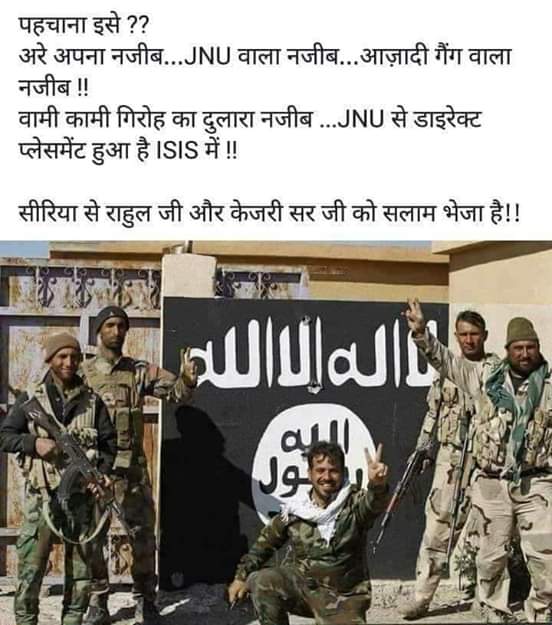 पहचाना इसे ??
अरे अपना नजीब...JNU वाला नजीब...आज़ादी गैंग वाला
नजीब !!
वामी कामी गिरोह का दुलारा नजीब ...JNU से डाइरेक्ट
प्लेसमेंट हुआ है ISIS में !!
सीरिया से राहुल जी और केजरी सर जी को सलाम भेजा है!!
لا اله الا الله
الله
رسول